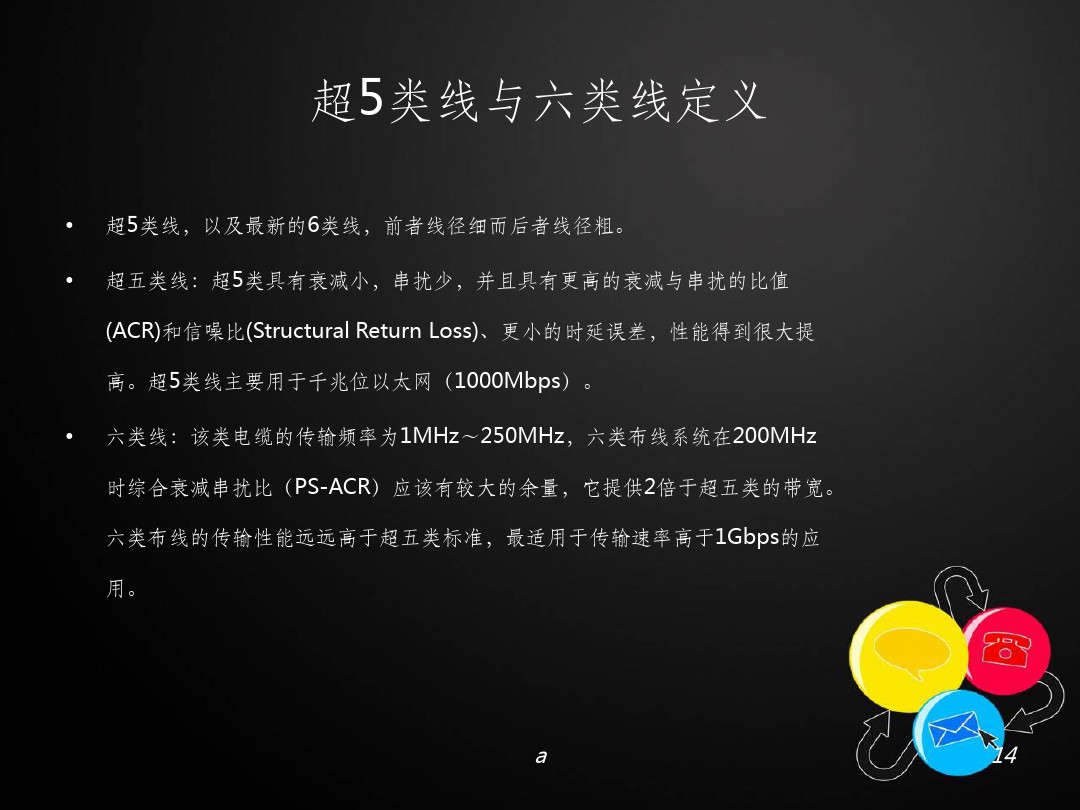 超5类线与六类线定义
• 超5类线，以及最新的6类线，前者线径细而后者线径粗。
• 超五类线：超5类具有衰减小，串扰少，并且具有更高的衰减与串扰的比值
(ACR)和信噪比(Structural Return Loss)、更小的时延误差，性能得到很大提
高。超5类线主要用于千兆位以太网（1000Mbps）。
• 六类线：该类电缆的传输频率为1MHz～250MHz，六类布线系统在200MHz
时综合衰减串扰比（PS-ACR）应该有较大的余量，它提供2倍于超五类的带宽。
六类布线的传输性能远远高于超五类标准，最适用于传输速率高于1Gbps的应
用。
a
14